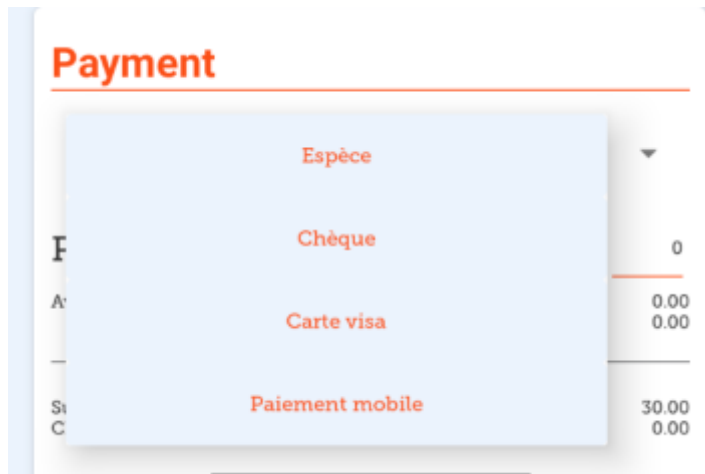 Payment
Espèce
Chèque
0
Carte visa
0.00
0.00
Paiement mobile
30.00
0.00